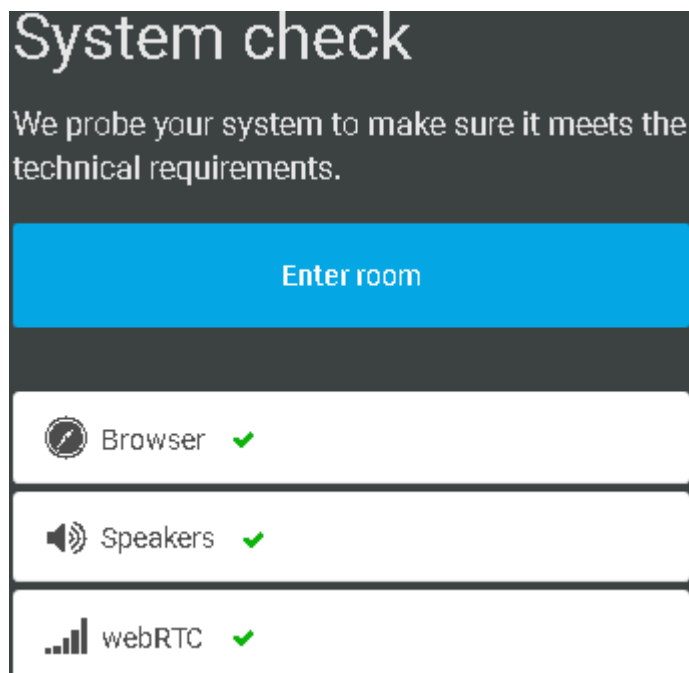 System check
We probe your system to make sure it meets the
technical requirements.
Enter room
Browser
Speakers
webRTC